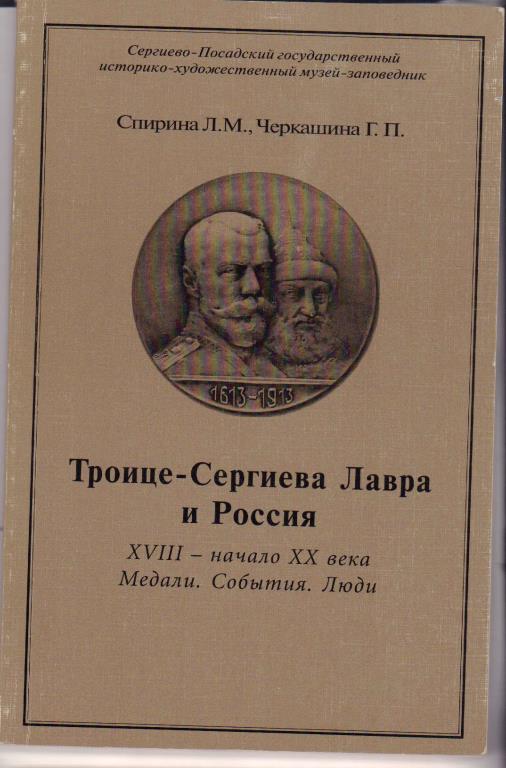 Сергиево-Посадский государственный
историко-художественный музей-заповедник
Спирина Л.М., Черкашина Г. П.
1613-1913
Троице-Сергиева Лавра
и Россия
XVIII – начало XX века
Медали. События. Люди